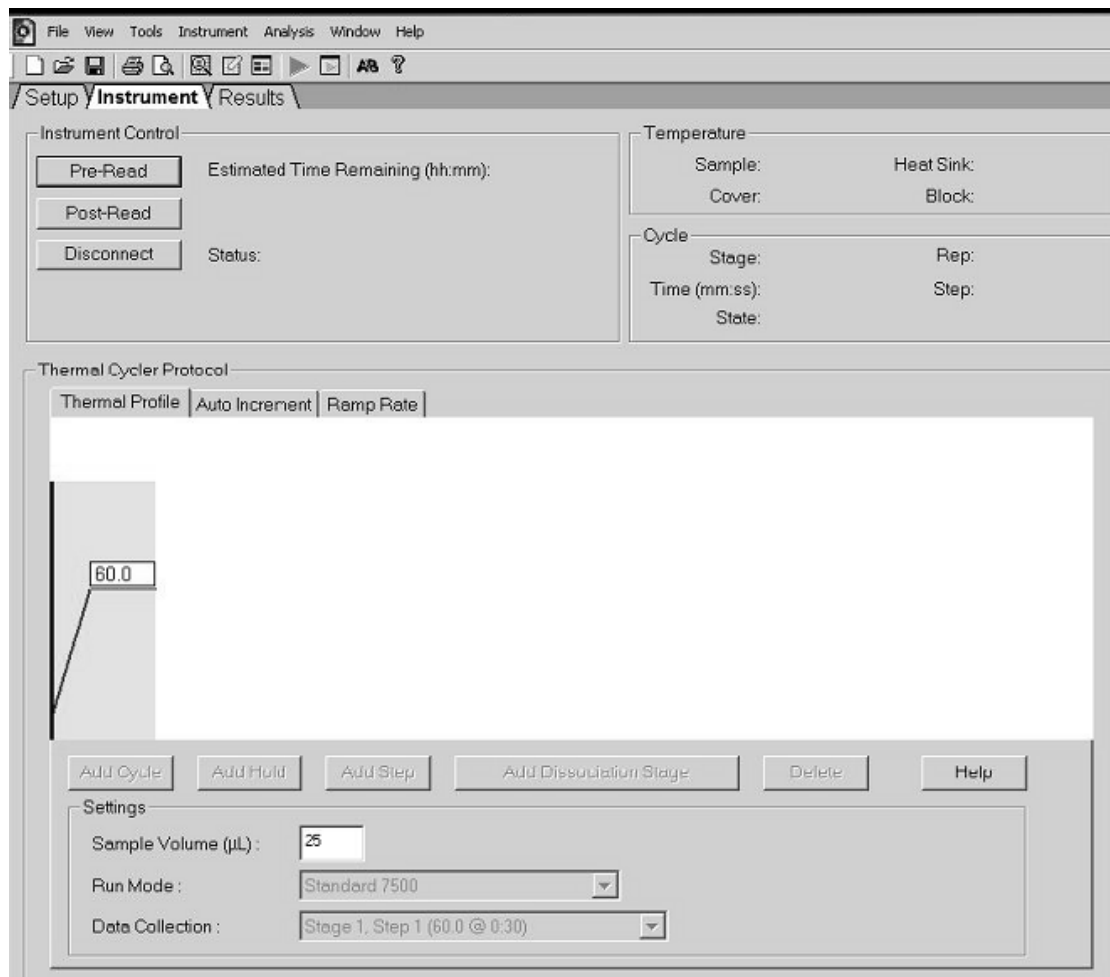 File View Tools Instrument Analysis Window Help
AB ?
Setup Instrument Results
Instrument Control
Pre-Read Estimated Time Remaining (hh:mm):
Post-Read
Disconnect Status:
Temperature
Sample: Heat Sink:
Cover: Block:
Cycle
Stage: Rep:
Time (mm:ss): Step:
State:
Thermal Cycler Protocol
Thermal Profile Auto Increment Ramp Rate
60.0
Add Cycle Add Hold Add Step Add Dissociation Stage Delete Help
Settings
Sample Volume (µL) : 25
Run Mode : Standard 7500
Data Collection : Stage 1, Step 1 (60.0 @ 0:30)